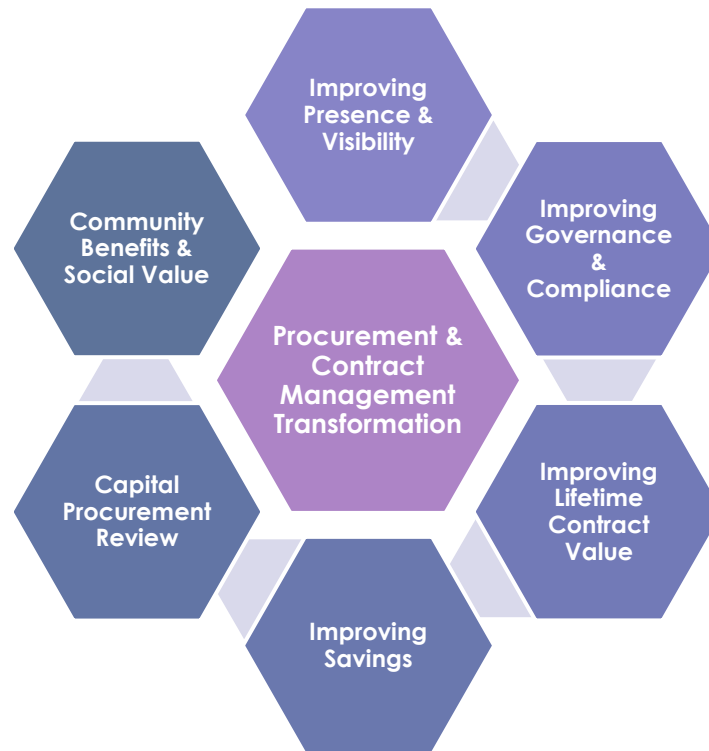 Improving
Presence &
Visibility
Improving
Governance
&
Compliance
Improving
Lifetime
Contract
Value
Improving
Savings
Capital
Procurement
Review
Community
Benefits &
Social Value
Procurement &
Contract
Management
Transformation